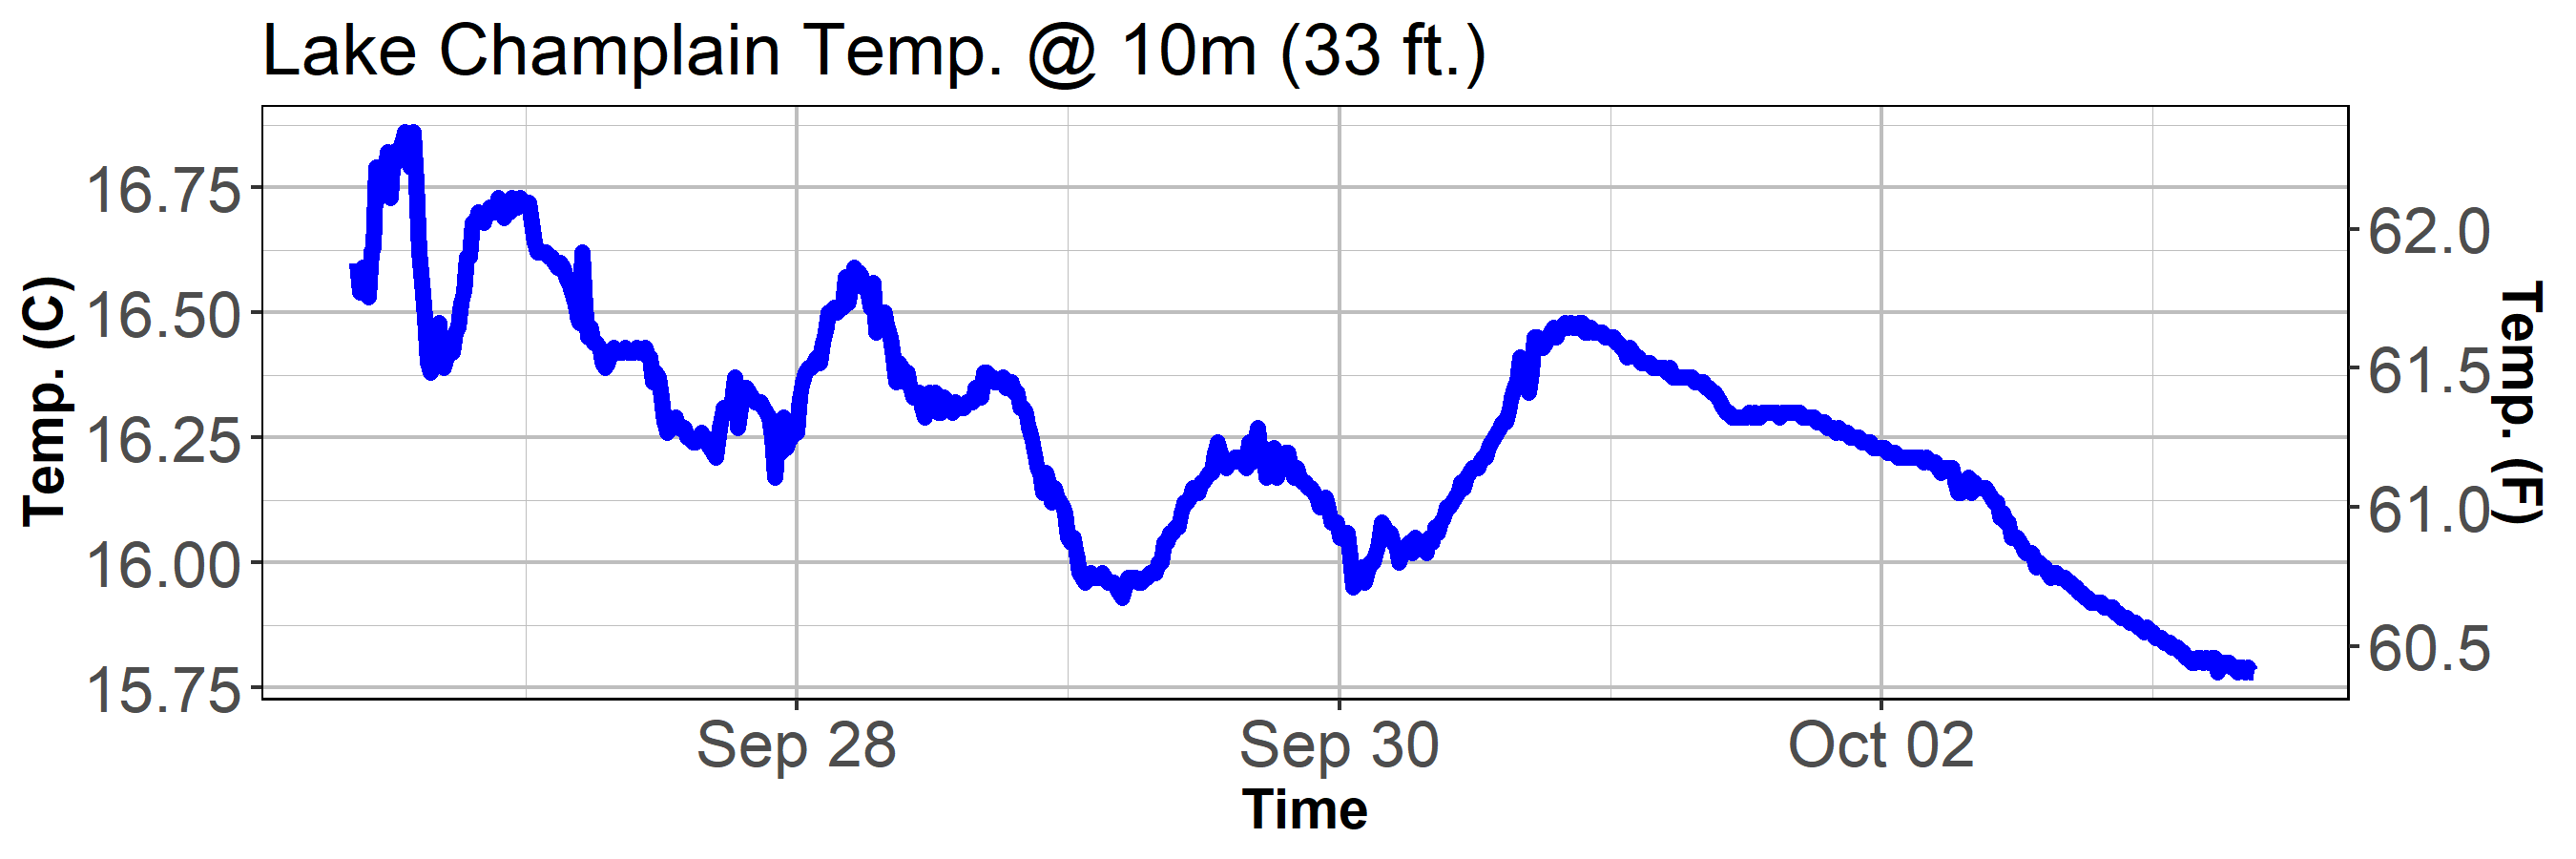 Lake Champlain Temp. @ 10m (33 ft.)
Temp. (C)
16.75
16.50
16.25
16.00
15.75
62.0
61.5
61.0
60.5
Temp. (F)
Sep 28 Sep 30 Oct 02
Time